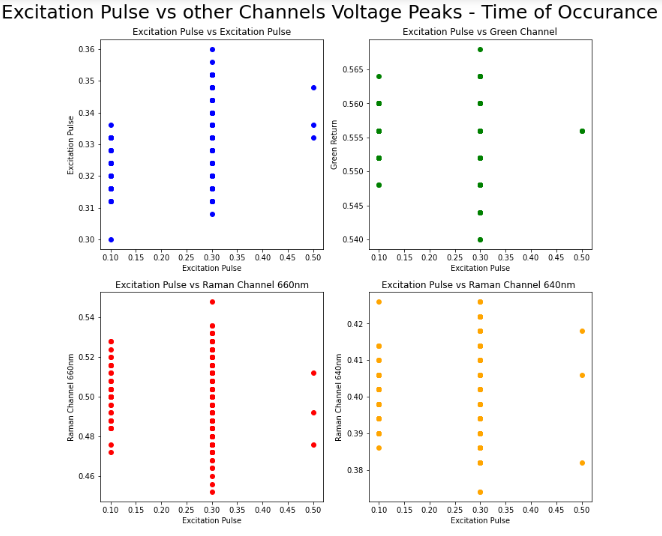 Excitation Pulse vs other Channels Voltage Peaks - Time of Occurance
Excitation Pulse vs Excitation Pulse
0.36
0.35
0.34
0.33
0.32
0.31
0.30
Excitation Pulse
0.10 0.15 0.20 0.25 0.30 0.35 0.40 0.45 0.50
Excitation Pulse
Excitation Pulse vs Green Channel
0.565
0.560
0.555
0.550
0.545
0.540
Green Return
0.10 0.15 0.20 0.25 0.30 0.35 0.40 0.45 0.50
Excitation Pulse
Excitation Pulse vs Raman Channel 660nm
0.54
0.52
0.50
0.48
0.46
Raman Channel 660nm
0.10 0.15 0.20 0.25 0.30 0.35 0.40 0.45 0.50
Excitation Pulse
Excitation Pulse vs Raman Channel 640nm
0.42
0.41
0.40
0.39
0.38
Raman Channel 640nm
0.10 0.15 0.20 0.25 0.30 0.35 0.40 0.45 0.50
Excitation Pulse